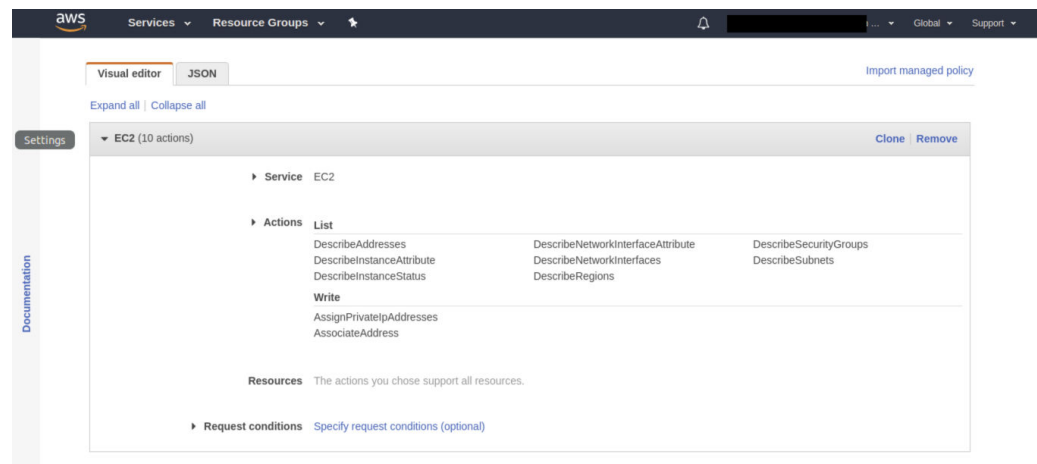 aws Services Resource Groups ... Global Support
Visual editor JSON Import managed policy
Expand all | Collapse all
Settings
EC2 (10 actions) Clone | Remove
Service EC2
Actions List
DescribeAddresses DescribeNetworkInterfaceAttribute DescribeSecurityGroups
DescribeInstanceAttribute DescribeNetworkInterfaces DescribeSubnets
DescribeInstanceStatus DescribeRegions
Write
AssignPrivateIpAddresses
AssociateAddress
Documentation
Resources The actions you chose support all resources.
Request conditions Specify request conditions (optional)